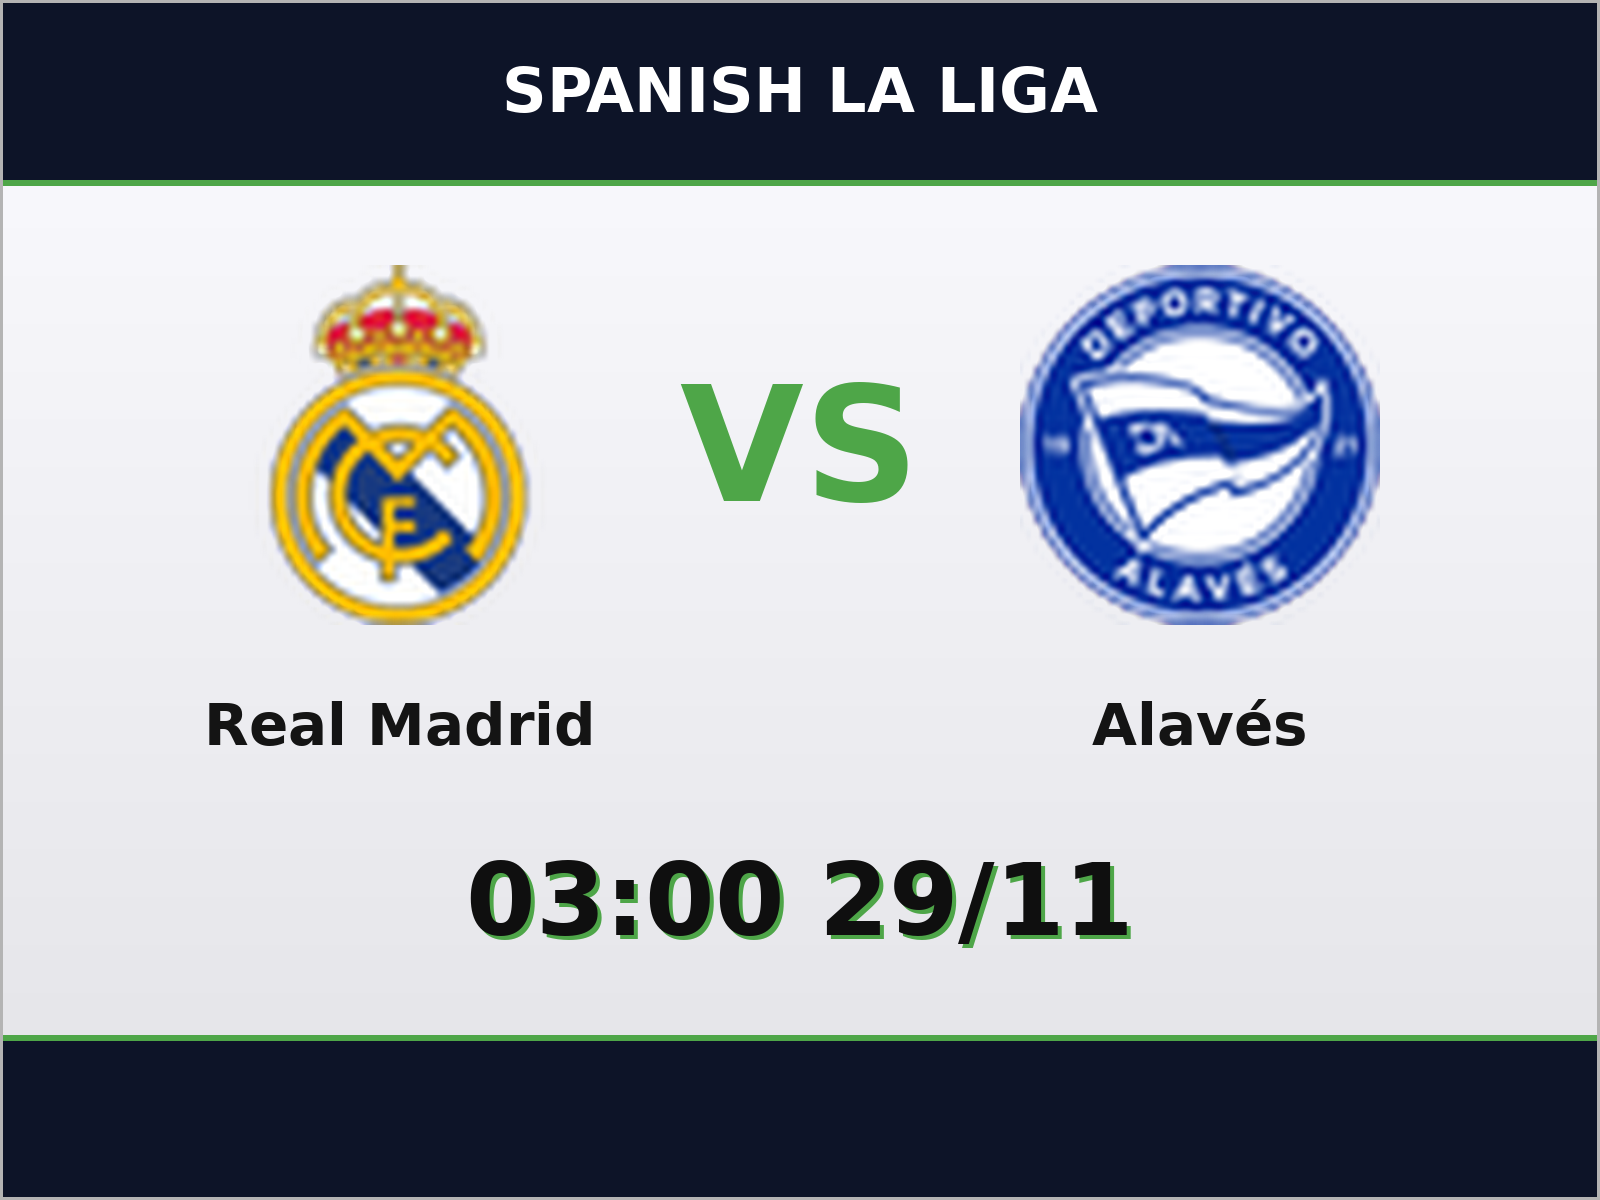 SPANISH LA LIGA
DEPORTIVO
VS
ALAVÉS
Real Madrid
Alavés
03:00 29/11